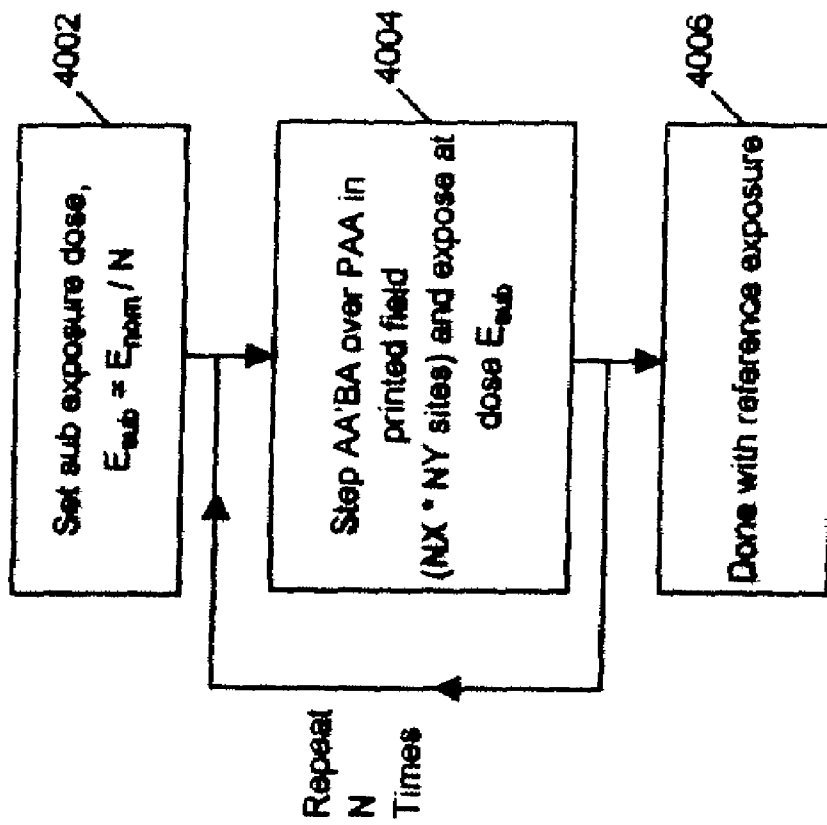 4002
Set sub exposure dose,
E_sub = E_nom / N
4004
Step AA'BA over PAA in
printed field
(NX * NY sites) and expose at
dose E_sub
Repeat
N
Times
4006
Done with reference exposure